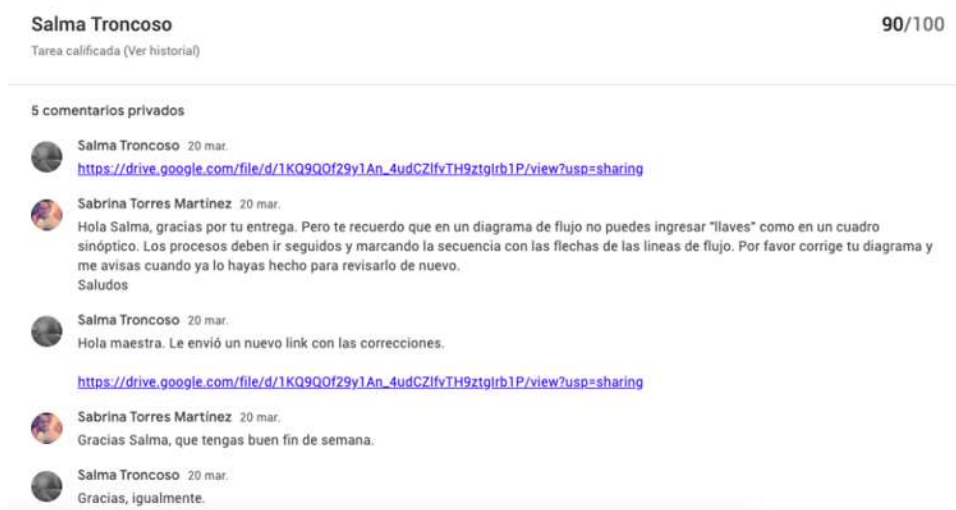 Salma Troncoso 90/100
Tarea calificada (Ver historial)
5 comentarios privados
Salma Troncoso 20 mar.
https://drive.google.com/file/d/1KQ9QOf29y1An_4udCZlfvTH9ztgIrb1P/view?usp=sharing
Sabrina Torres Martínez 20 mar.
Hola Salma, gracias por tu entrega. Pero te recuerdo que en un diagrama de flujo no puedes ingresar "llaves" como en un cuadro
sinóptico. Los procesos deben ir seguidos y marcando la secuencia con las flechas de las lineas de flujo. Por favor corrige tu diagrama y
me avisas cuando ya lo hayas hecho para revisarlo de nuevo.
Saludos
Salma Troncoso 20 mar.
Hola maestra. Le envió un nuevo link con las correcciones.
https://drive.google.com/file/d/1KQ9QOf29y1An_4udCZlfvTH9ztgIrb1P/view?usp=sharing
Sabrina Torres Martínez 20 mar.
Gracias Salma, que tengas buen fin de semana.
Salma Troncoso 20 mar.
Gracias, igualmente.